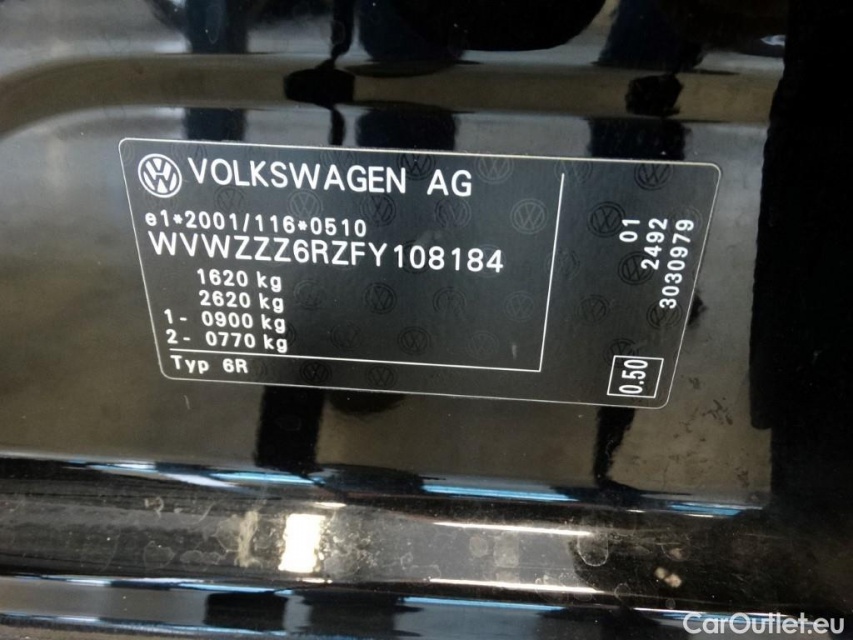 VOLKSWAGEN AG
e1*2001/116*0510
WVWZZZ6RZFY108184
1620 kg
2620 kg
1- 0900 kg
2- 0770 kg
Typ 6R
01
2492
3030979
0.50
CarOutlet.eu